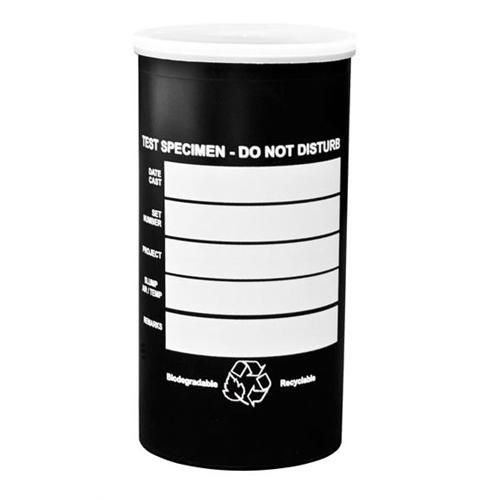 TEST SPECIMEN - DO NOT DISTURB
DATE
CAST
SET
NUMBER
PROJECT
SLUMP
AIR / TEMP
REMARKS
Biodegradable Recyclable